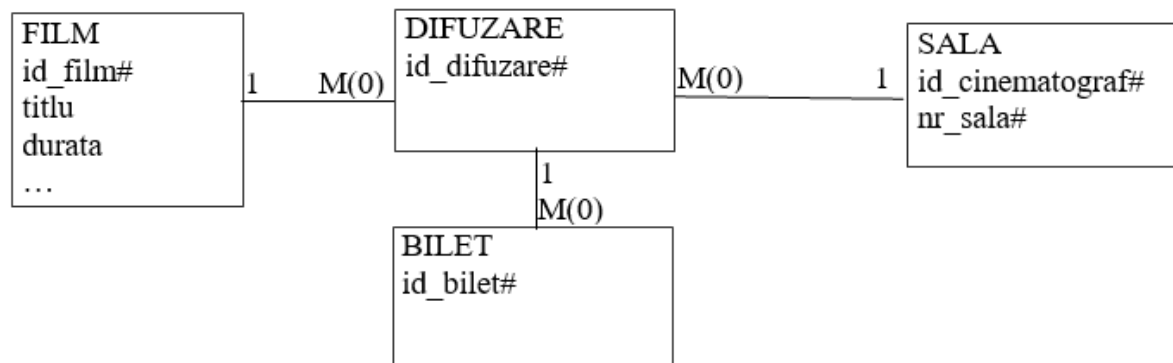 FILM
id_film#
titlu
durata
…
1
M(0)
DIFUZARE
id_difuzare#
M(0)
1
SALA
id_cinematograf#
nr_sala#
1
M(0)
BILET
id_bilet#